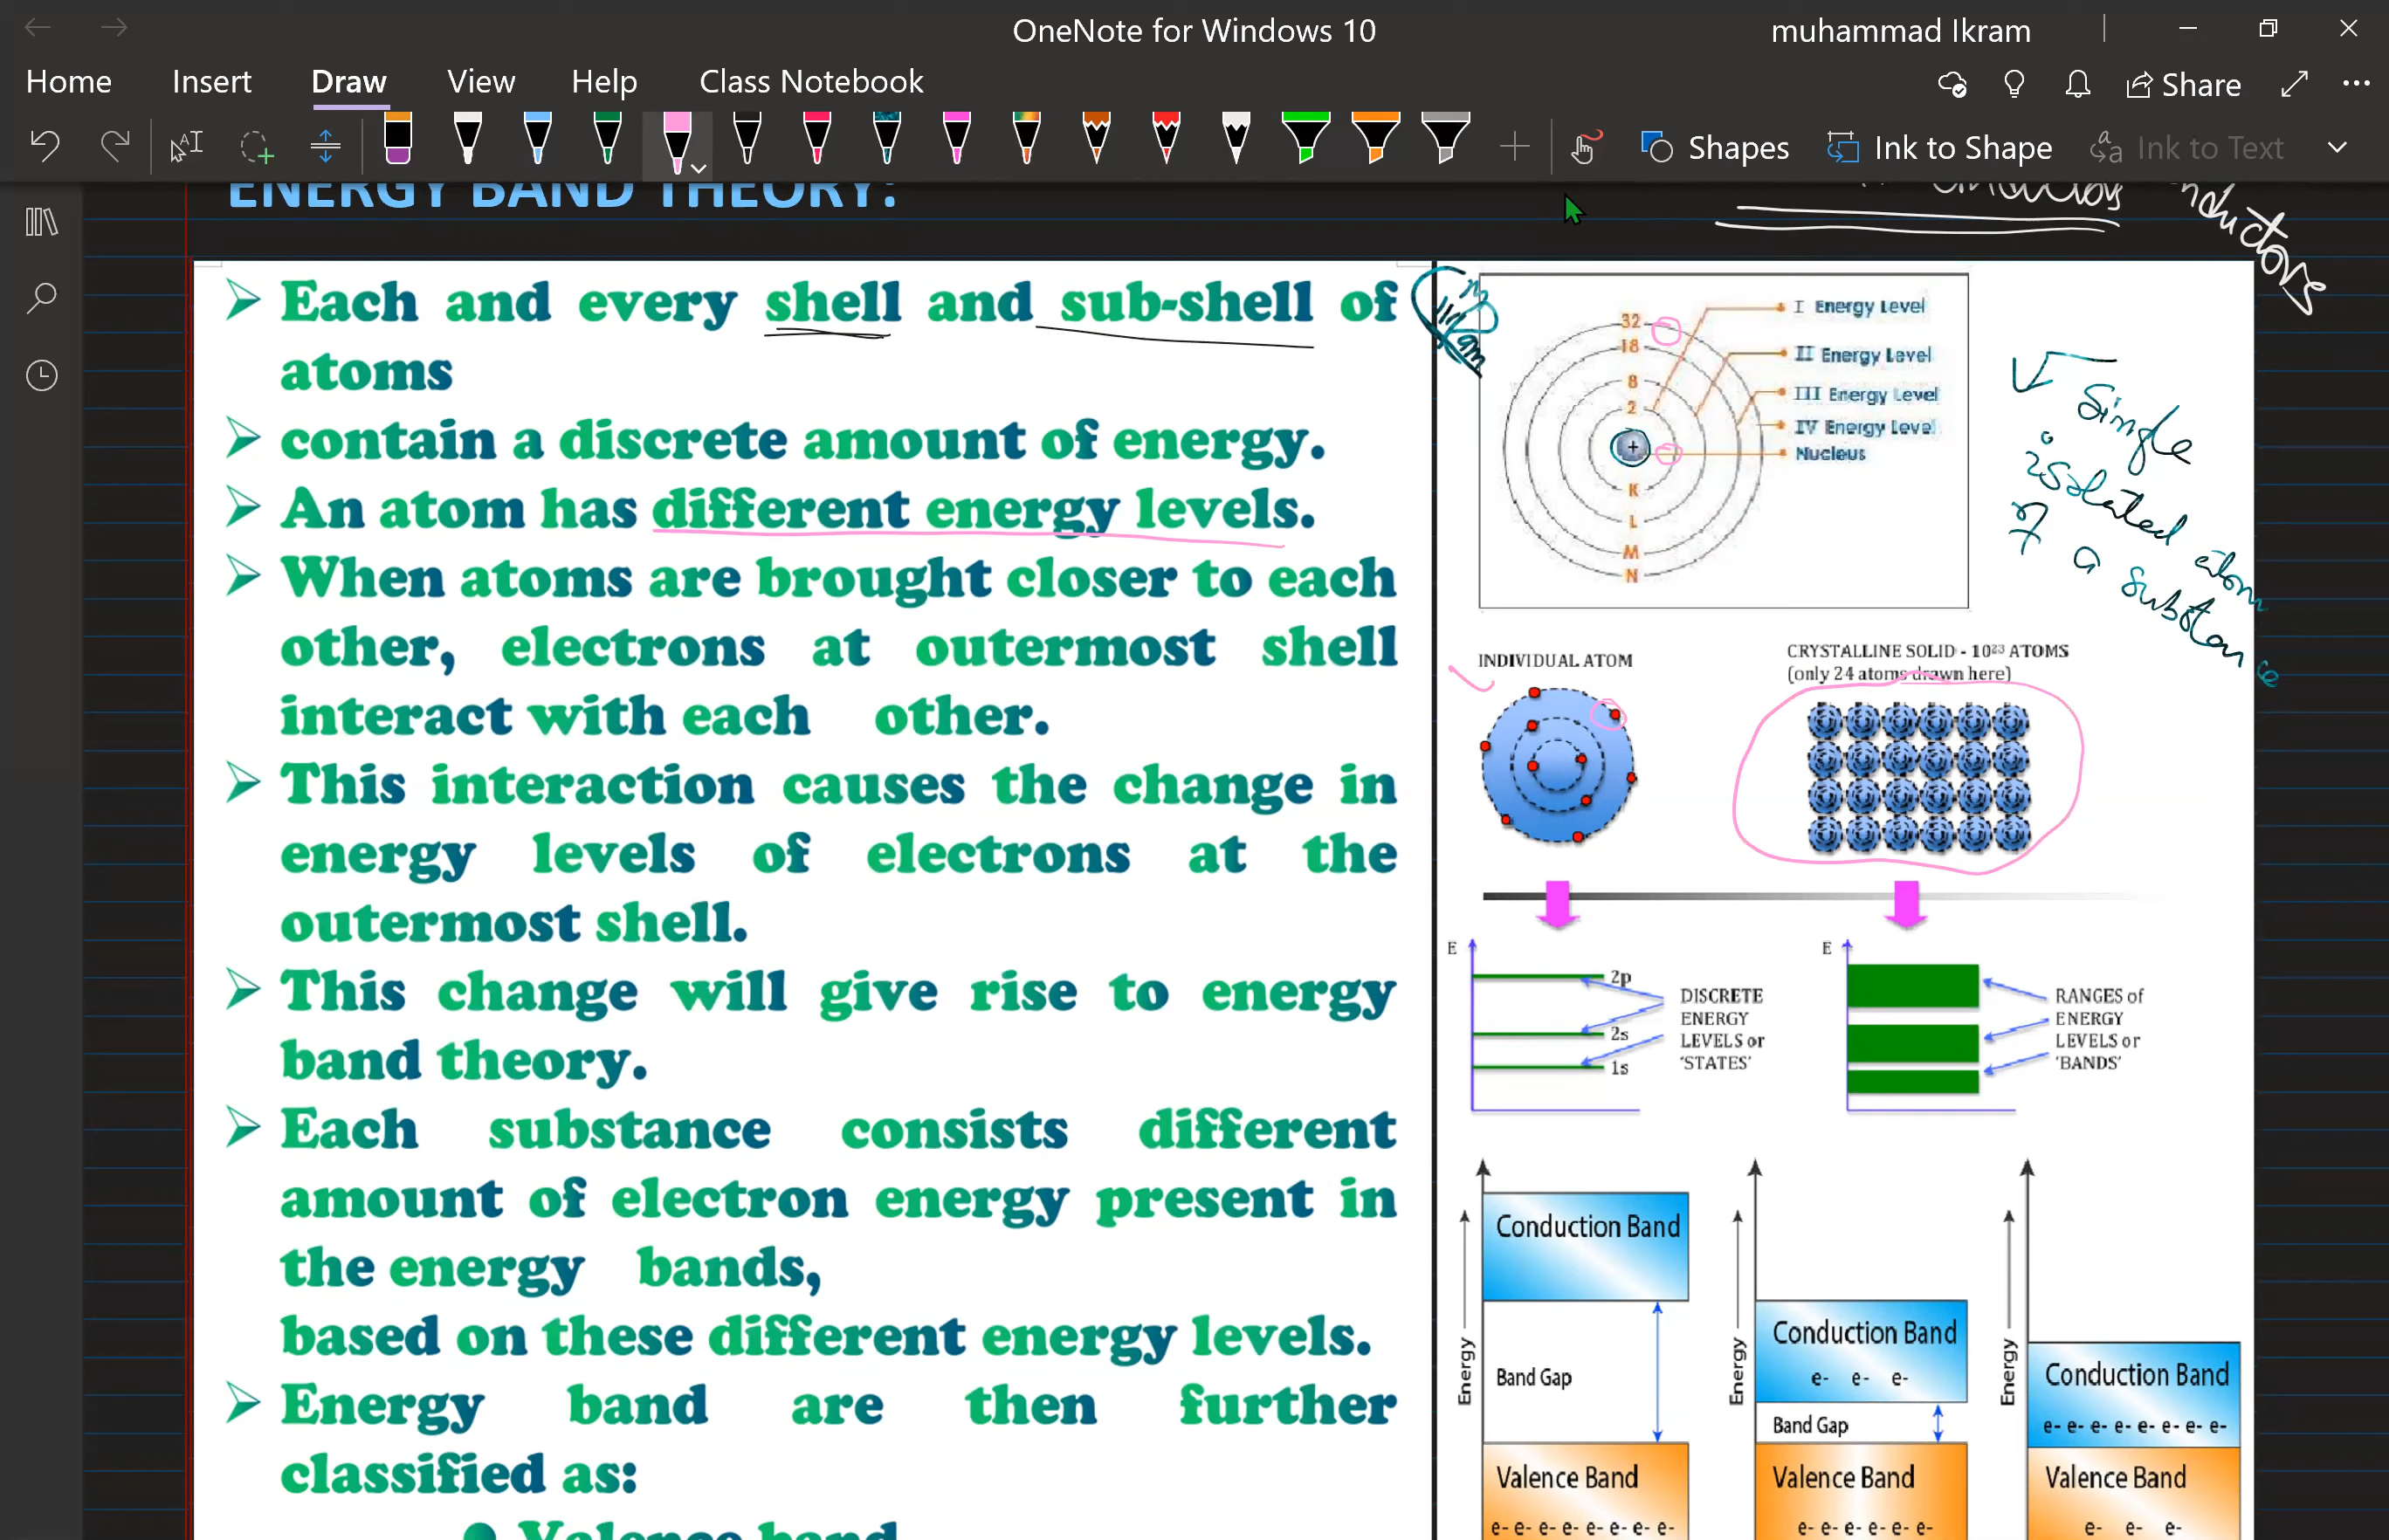 OneNote for Windows 10
muhammad Ikram
Home Insert Draw View Help Class Notebook
Share
Shapes Ink to Shape Ink to Text
ENERGY BAND THEORY:
➤ Each and every shell and sub-shell of
atoms
➤ contain a discrete amount of energy.
➤ An atom has different energy levels.
➤ When atoms are brought closer to each
other, electrons at outermost shell
interact with each other.
➤ This interaction causes the change in
energy levels of electrons at the
outermost shell.
➤ This change will give rise to energy
band theory.
➤ Each substance consists different
amount of electron energy present in
the energy bands,
based on these different energy levels.
➤ Energy band are then further
classified as:
Valence band
32
18
8
2
+
K
L
M
N
I Energy Level
II Energy Level
III Energy Level
IV Energy Level
Nucleus
Single
isolated atom
of a substance
INDIVIDUAL ATOM
CRYSTALLINE SOLID - 10²³ ATOMS
(only 24 atoms drawn here)
E
2p
2s
1s
DISCRETE
ENERGY
LEVELS or
'STATES'
E
RANGES of
ENERGY
LEVELS or
'BANDS'
Energy
Conduction Band
Band Gap
Valence Band
e- e- e- e- e- e- e- e-
Energy
Conduction Band
e- e- e-
Band Gap
Valence Band
e- e- e- e- e- e-
Energy
Conduction Band
e- e- e- e- e- e- e- e-
Valence Band
e- e- e-